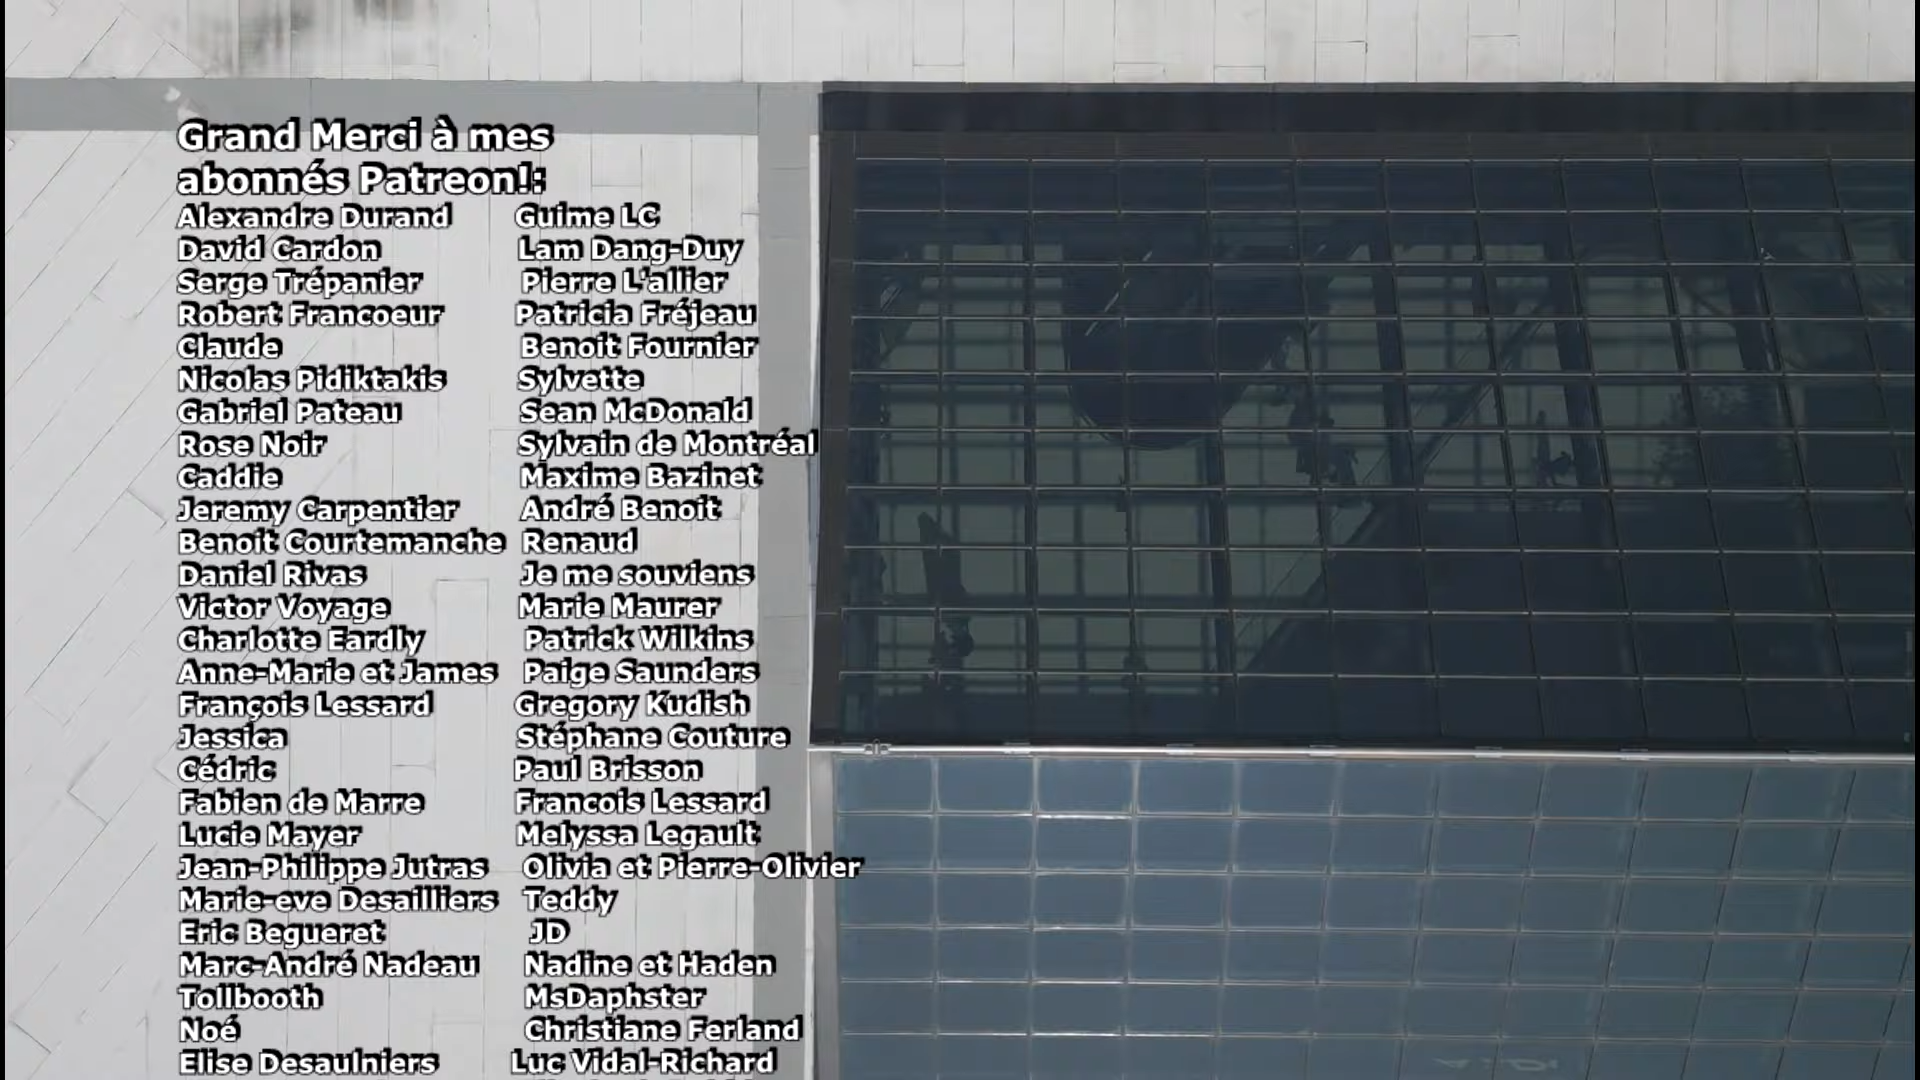 Grand Merci à mes
abonnés Patreon!:
Alexandre Durand
David Cardon
Serge Trépanier
Robert Francoeur
Claude
Nicolas Pidiktakis
Gabriel Pateau
Rose Noir
Caddie
Jeremy Carpentier
Benoit Courtemanche
Daniel Rivas
Victor Voyage
Charlotte Eardly
Anne-Marie et James
François Lessard
Jessica
Cédric
Fabien de Marre
Lucie Mayer
Jean-Philippe Jutras
Marie-eve Desailliers
Eric Begueret
Marc-André Nadeau
Tollbooth
Noé
Elise Desaulniers
Guime LC
Lam Dang-Duy
Pierre L'allier
Patricia Fréjeau
Benoit Fournier
Sylvette
Sean McDonald
Sylvain de Montréal
Maxime Bazinet
André Benoit
Renaud
Je me souviens
Marie Maurer
Patrick Wilkins
Paige Saunders
Gregory Kudish
Stéphane Couture
Paul Brisson
Francois Lessard
Melyssa Legault
Olivia et Pierre-Olivier
Teddy
JD
Nadine et Haden
MsDaphster
Christiane Ferland
Luc Vidal-Richard